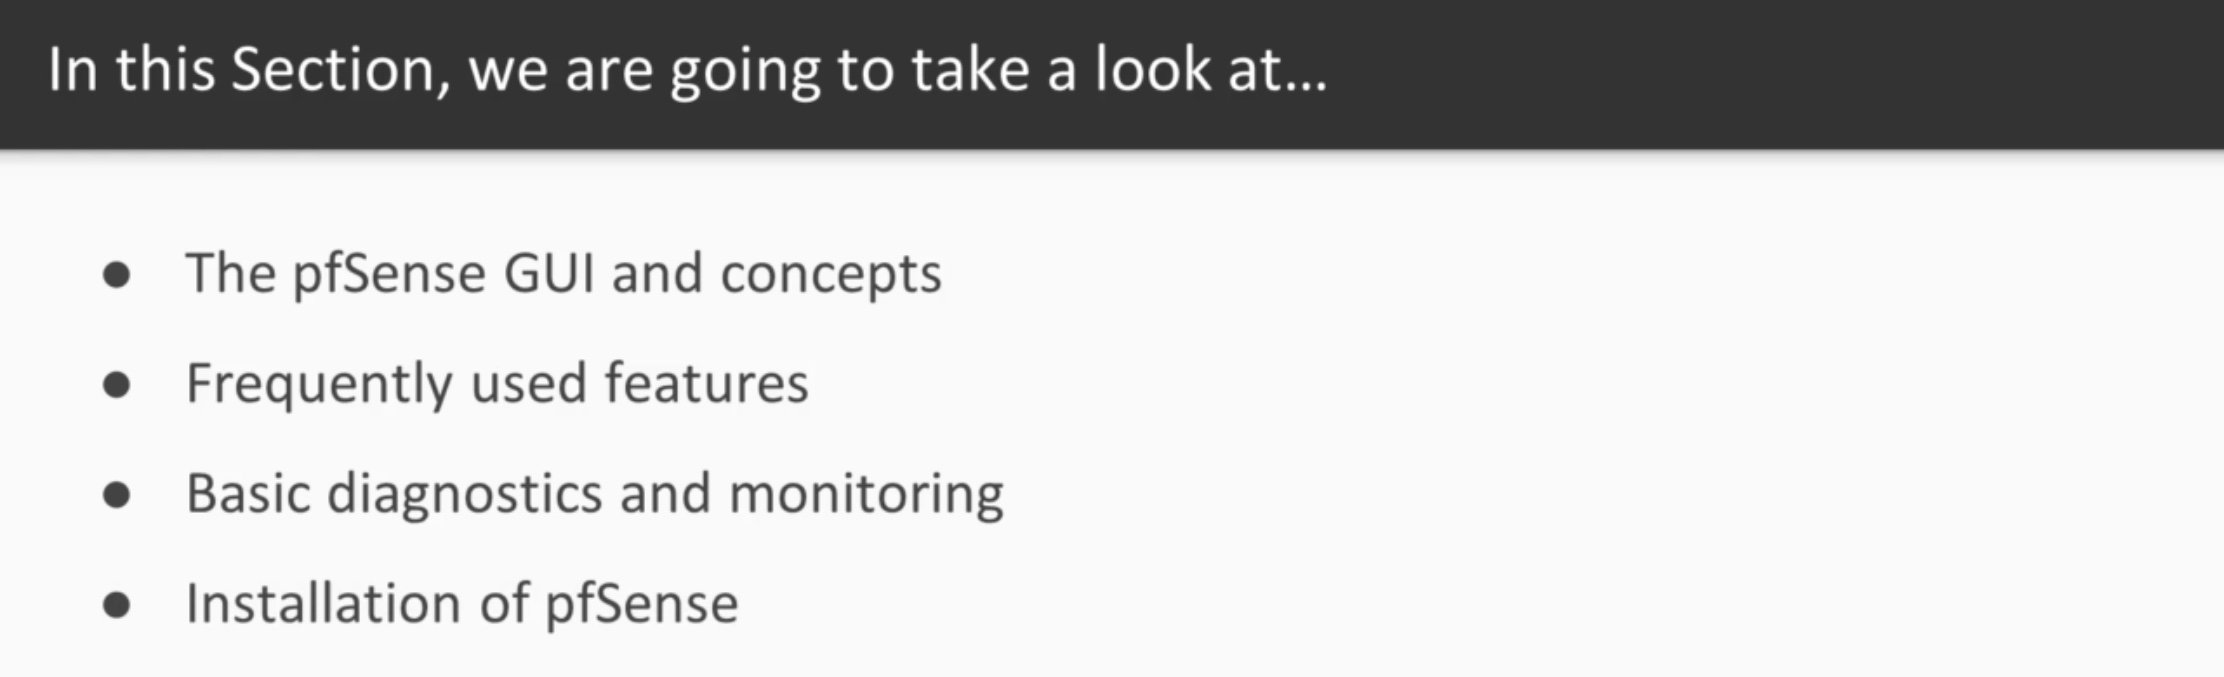 In this Section, we are going to take a look at...
● The pfSense GUI and concepts
● Frequently used features
● Basic diagnostics and monitoring
● Installation of pfSense